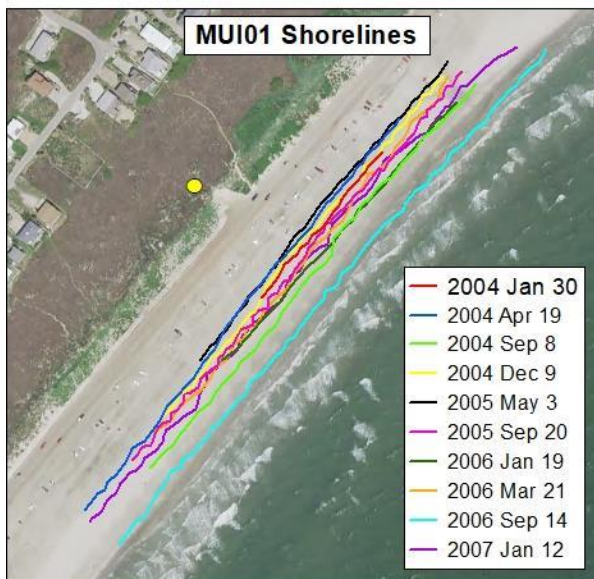 MUI01 Shorelines
2004 Jan 30
2004 Apr 19
2004 Sep 8
2004 Dec 9
2005 May 3
2005 Sep 20
2006 Jan 19
2006 Mar 21
2006 Sep 14
2007 Jan 12